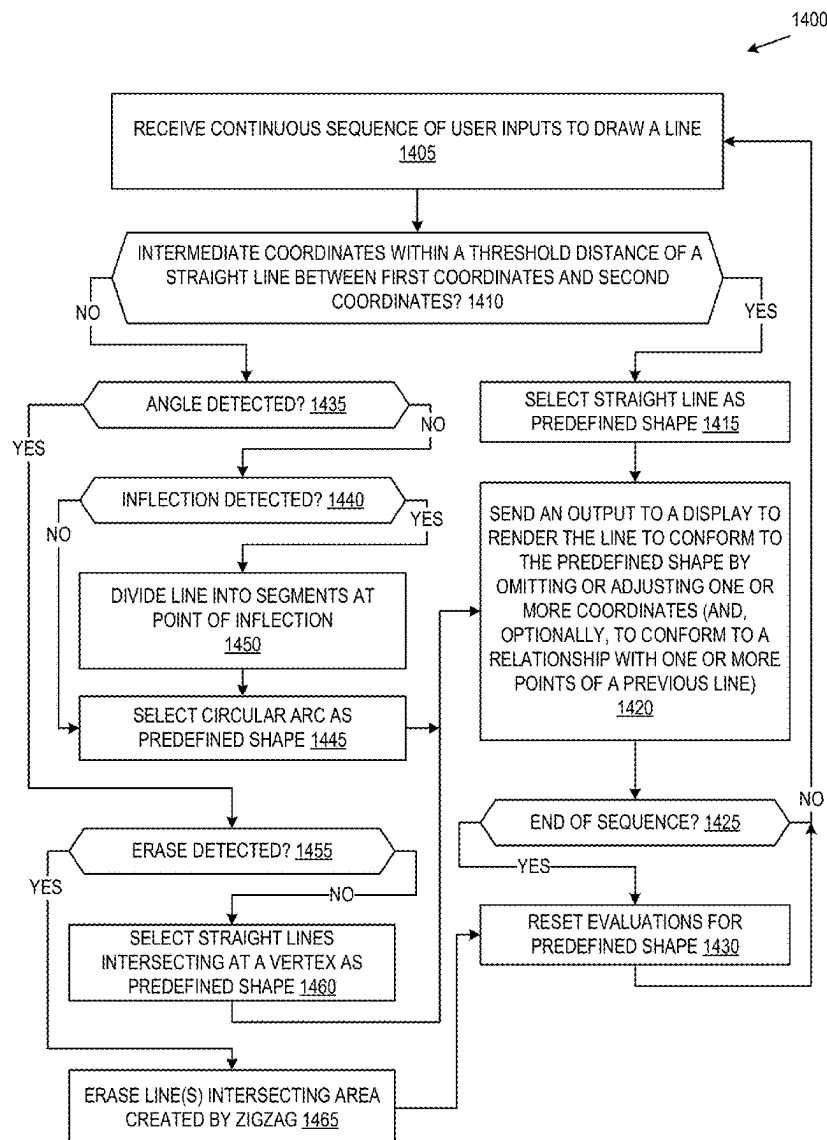 1400
RECEIVE CONTINUOUS SEQUENCE OF USER INPUTS TO DRAW A LINE
1405
INTERMEDIATE COORDINATES WITHIN A THRESHOLD DISTANCE OF A
STRAIGHT LINE BETWEEN FIRST COORDINATES AND SECOND
COORDINATES? 1410
NO
YES
ANGLE DETECTED? 1435
SELECT STRAIGHT LINE AS
PREDEFINED SHAPE 1415
YES
NO
INFLECTION DETECTED? 1440
NO
YES
SEND AN OUTPUT TO A DISPLAY TO
RENDER THE LINE TO CONFORM TO
THE PREDEFINED SHAPE BY
OMITTING OR ADJUSTING ONE OR
MORE COORDINATES (AND,
OPTIONALLY, TO CONFORM TO A
RELATIONSHIP WITH ONE OR MORE
POINTS OF A PREVIOUS LINE)
1420
DIVIDE LINE INTO SEGMENTS AT
POINT OF INFLECTION
1450
SELECT CIRCULAR ARC AS
PREDEFINED SHAPE 1445
NO
END OF SEQUENCE? 1425
YES
ERASE DETECTED? 1455
YES
NO
SELECT STRAIGHT LINES
INTERSECTING AT A VERTEX AS
PREDEFINED SHAPE 1460
RESET EVALUATIONS FOR
PREDEFINED SHAPE 1430
ERASE LINE(S) INTERSECTING AREA
CREATED BY ZIGZAG 1465